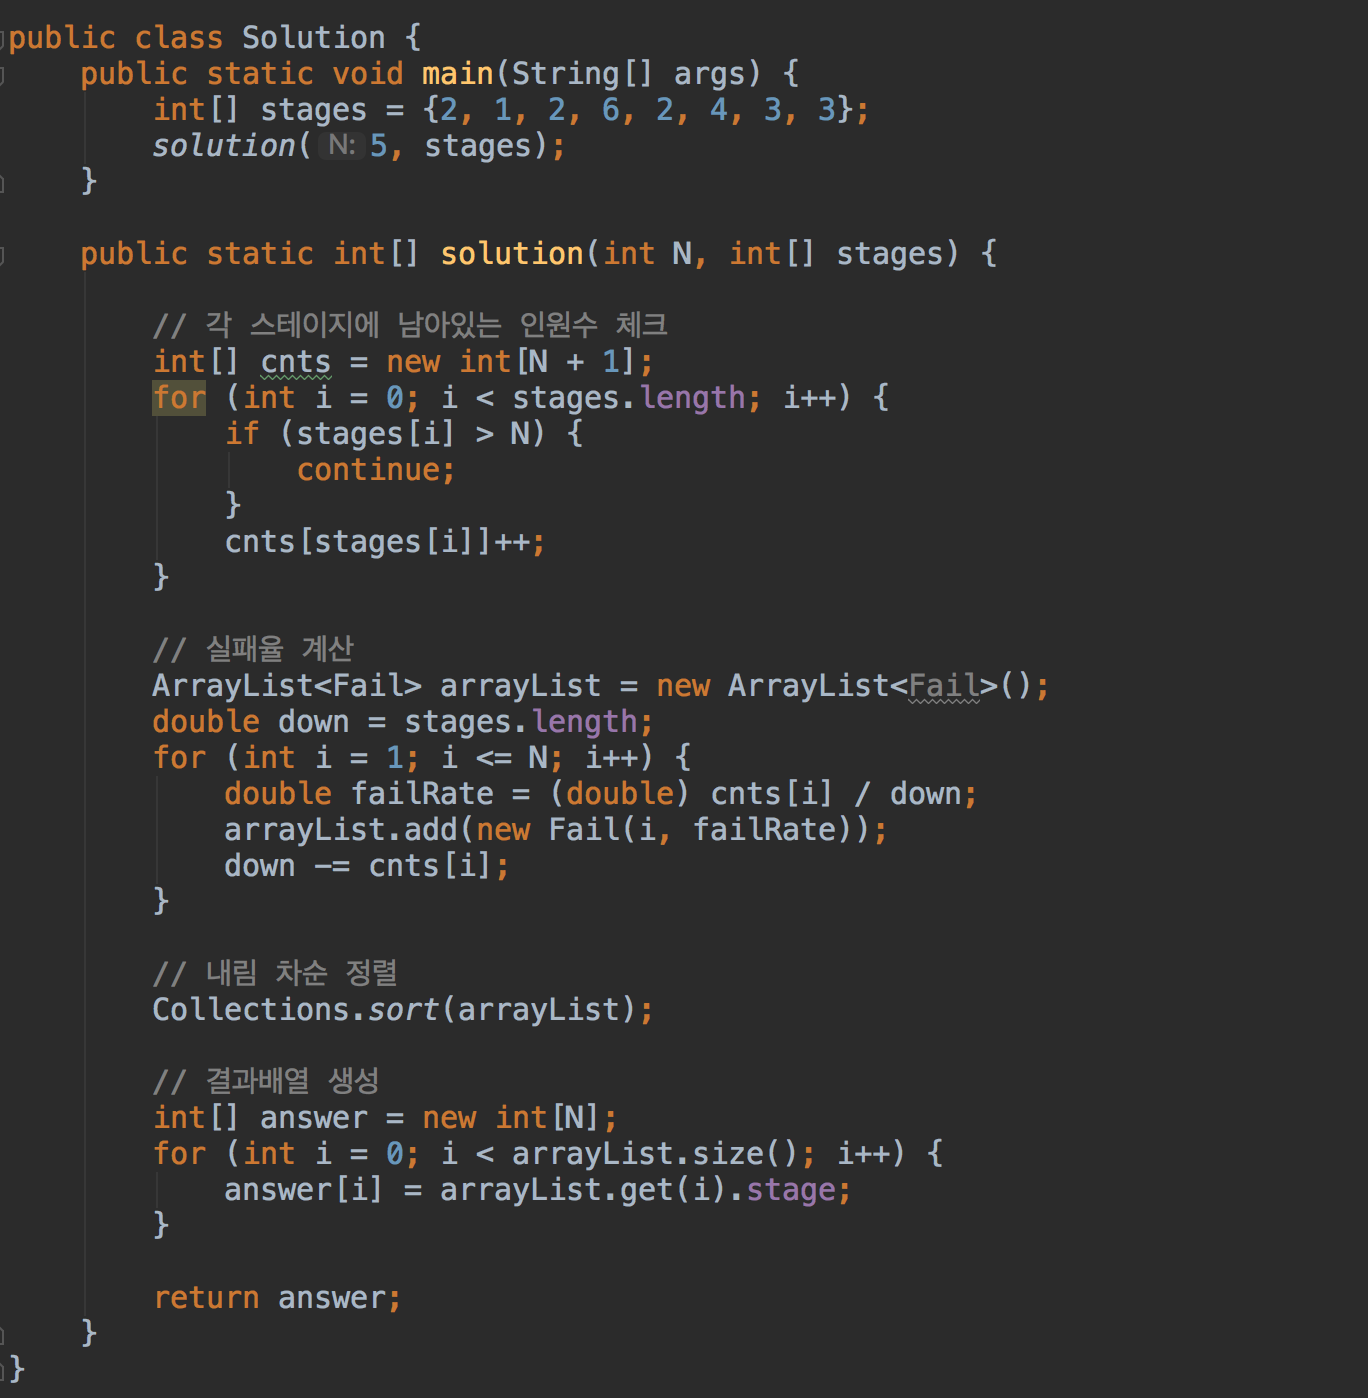 public class Solution {
    public static void main(String[] args) {
        int[] stages = {2, 1, 2, 6, 2, 4, 3, 3};
        solution( N: 5, stages);
    }
    public static int[] solution(int N, int[] stages) {
        // 각 스테이지에 남아있는 인원수 체크
        int[] cnts = new int[N + 1];
        for (int i = 0; i < stages.length; i++) {
            if (stages[i] > N) {
                continue;
            }
            cnts[stages[i]]++;
        }
        // 실패율 계산
        ArrayList<Fail> arrayList = new ArrayList<Fail>();
        double down = stages.length;
        for (int i = 1; i <= N; i++) {
            double failRate = (double) cnts[i] / down;
            arrayList.add(new Fail(i, failRate));
            down -= cnts[i];
        }
        // 내림 차순 정렬
        Collections.sort(arrayList);
        // 결과배열 생성
        int[] answer = new int[N];
        for (int i = 0; i < arrayList.size(); i++) {
            answer[i] = arrayList.get(i).stage;
        }
        return answer;
    }
}